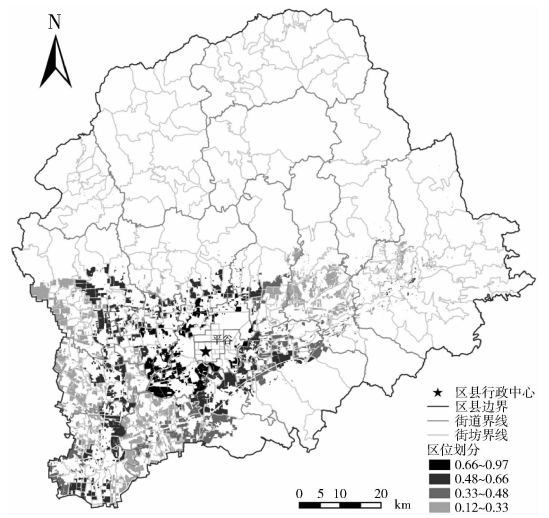 N
平谷
区县行政中心
区县边界
街道界线
街坊界线
区位划分
0.66~0.97
0.48~0.66
0.33~0.48
0.12~0.33
0 5 10 20
km